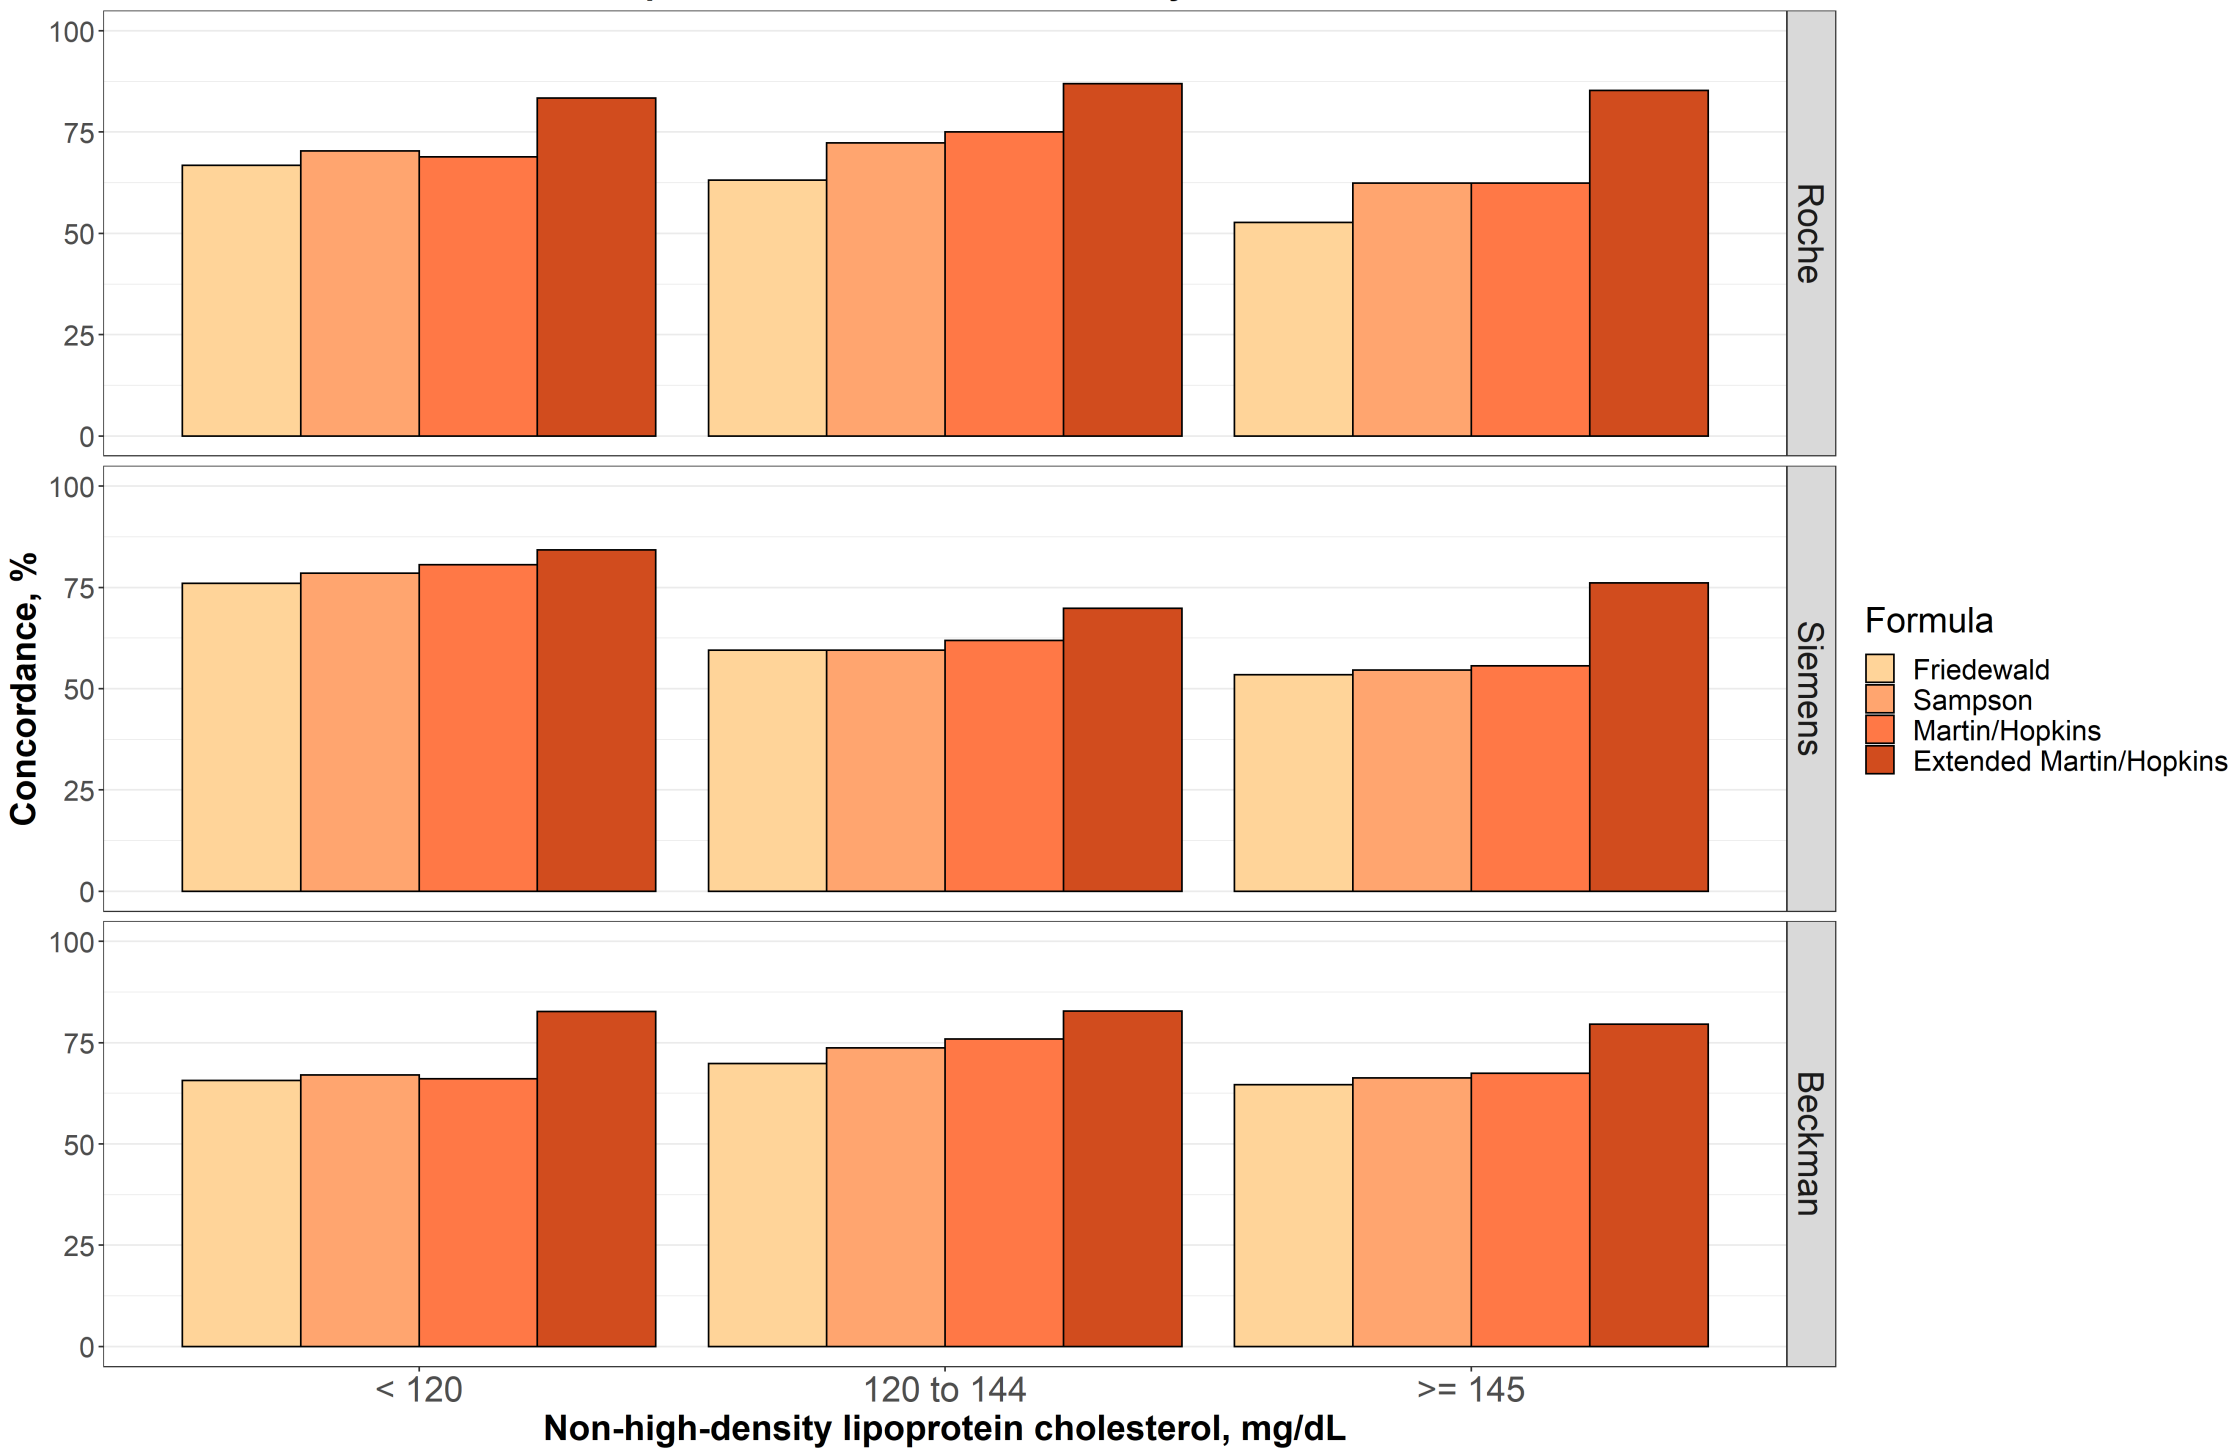 100
75
50
25
0
Roche
100
75
50
25
0
Siemens
100
75
50
25
0
Beckman
Concordance, %
< 120
120 to 144
>= 145
Non-high-density lipoprotein cholesterol, mg/dL
Formula
Friedewald
Sampson
Martin/Hopkins
Extended Martin/Hopkins